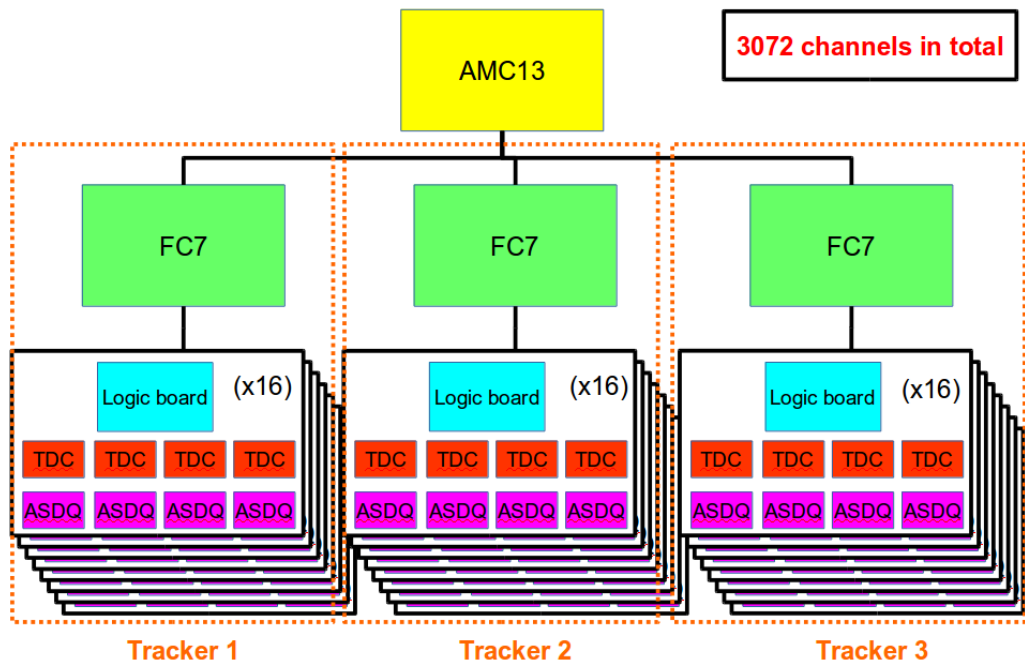 3072 channels in total
AMC13
FC7 FC7 FC7
Logic board (x16) Logic board (x16) Logic board (x16)
TDC TDC TDC TDC TDC TDC TDC TDC TDC TDC TDC TDC
ASDQ ASDQ ASDQ ASDQ ASDQ ASDQ ASDQ ASDQ ASDQ ASDQ ASDQ ASDQ
Tracker 1 Tracker 2 Tracker 3